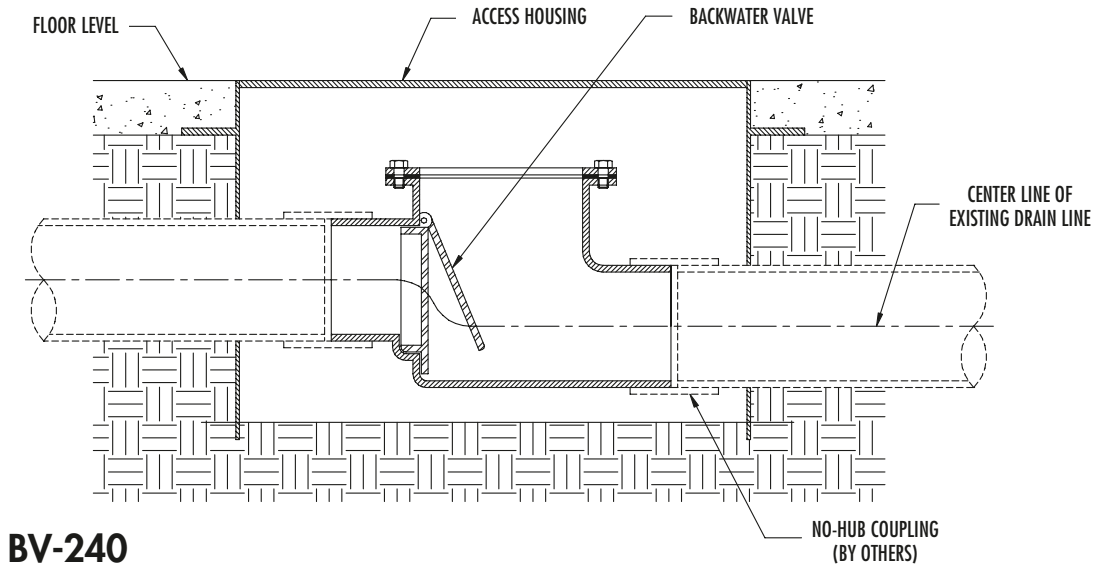 FLOOR LEVEL
ACCESS HOUSING
BACKWATER VALVE
CENTER LINE OF
EXISTING DRAIN LINE
NO-HUB COUPLING
(BY OTHERS)
BV-240